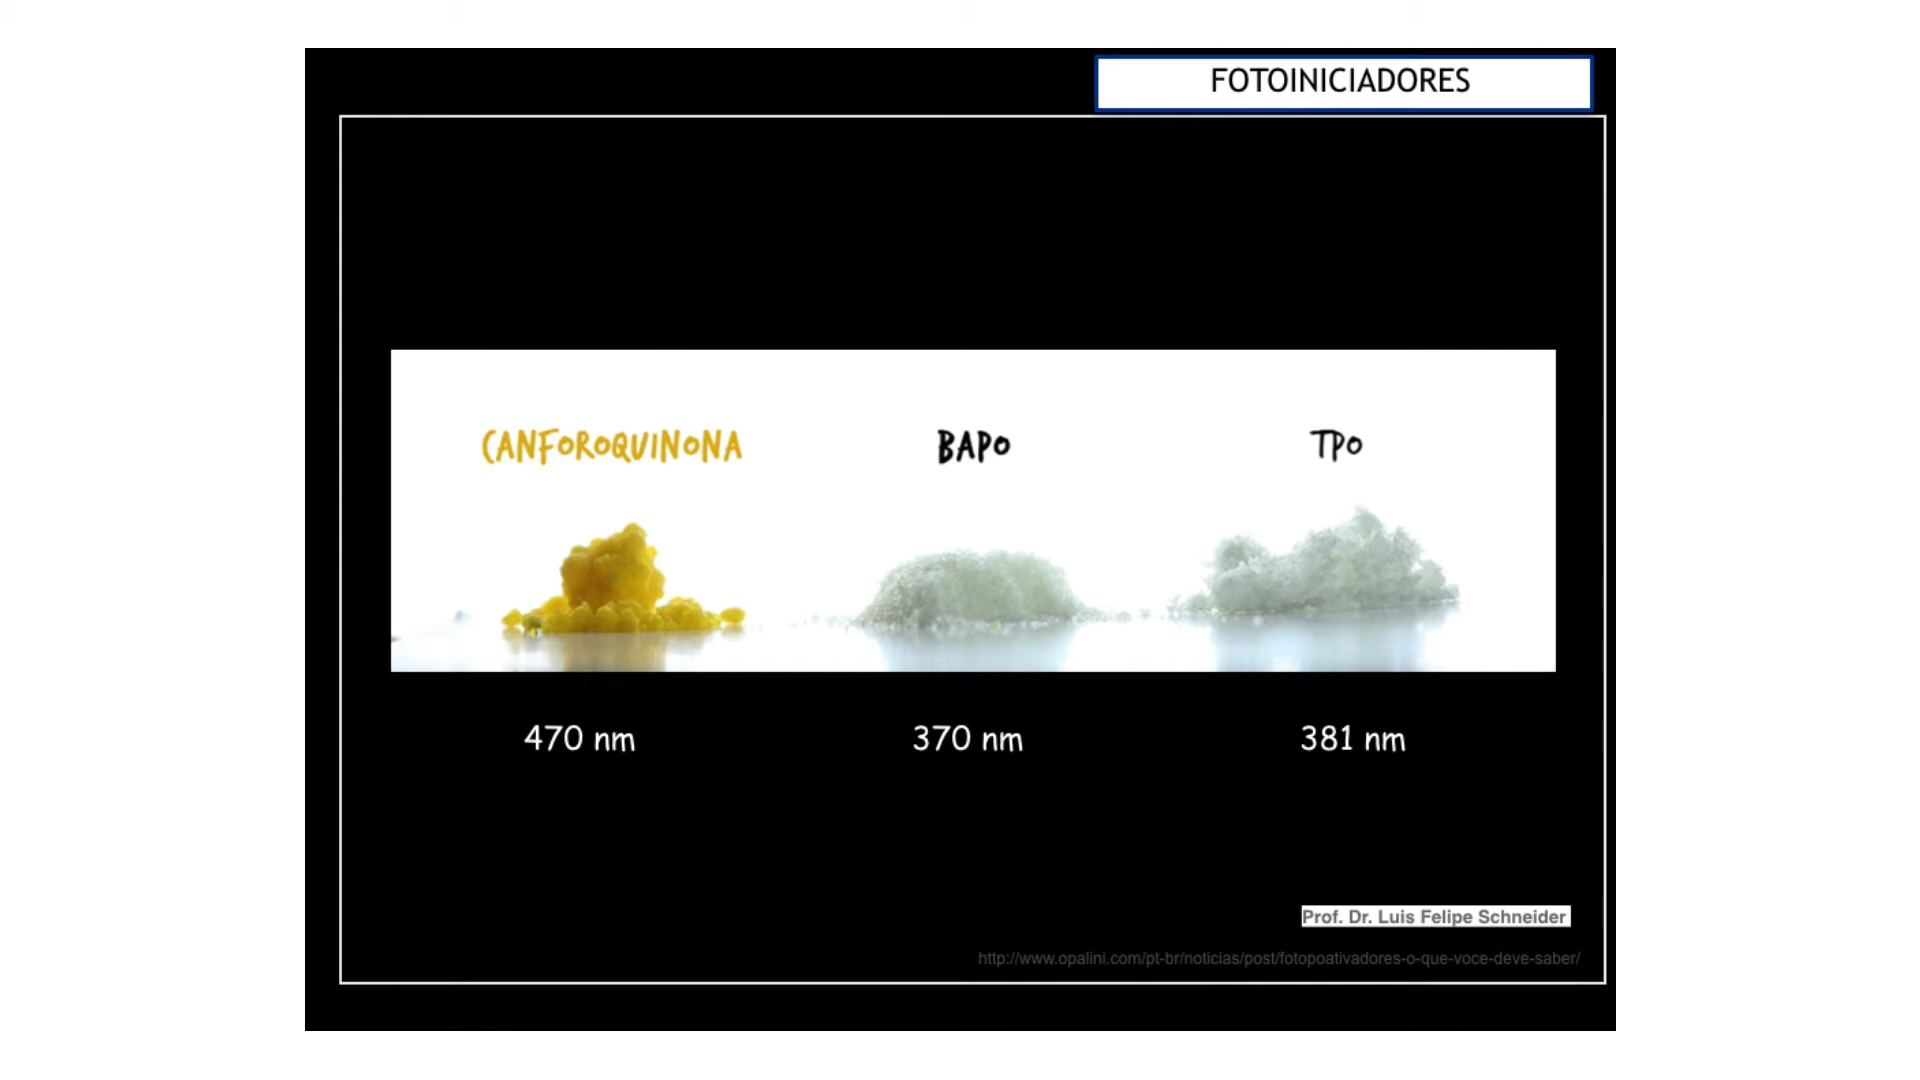 FOTOINICIADORES
CANFOROQUINONA BAPO TPO
470 nm 370 nm 381 nm
Prof. Dr. Luis Felipe Schneider
http://www.opalini.com/pt-br/noticias/post/fotopoativadores-o-que-voce-deve-saber/